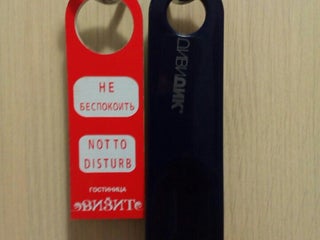 НЕ
БЕСПОКОИТЬ
NOT TO
DISTURB
ГОСТИНИЦА
ВИЗИТ